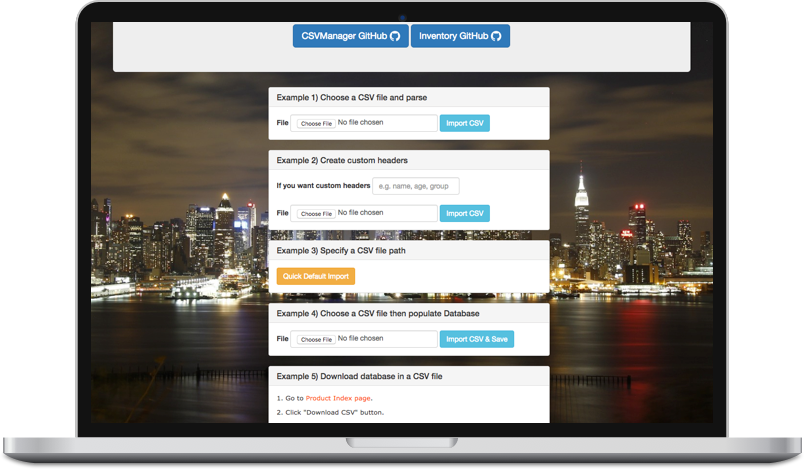 CSVManager GitHub Inventory GitHub
Example 1) Choose a CSV file and parse
File Choose File No file chosen Import CSV
Example 2) Create custom headers
If you want custom headers e.g. name, age, group
File Choose File No file chosen Import CSV
Example 3) Specify a CSV file path
Quick Default Import
Example 4) Choose a CSV file then populate Database
File Choose File No file chosen Import CSV & Save
Example 5) Download database in a CSV file
1. Go to Product Index page.
2. Click "Download CSV" button.